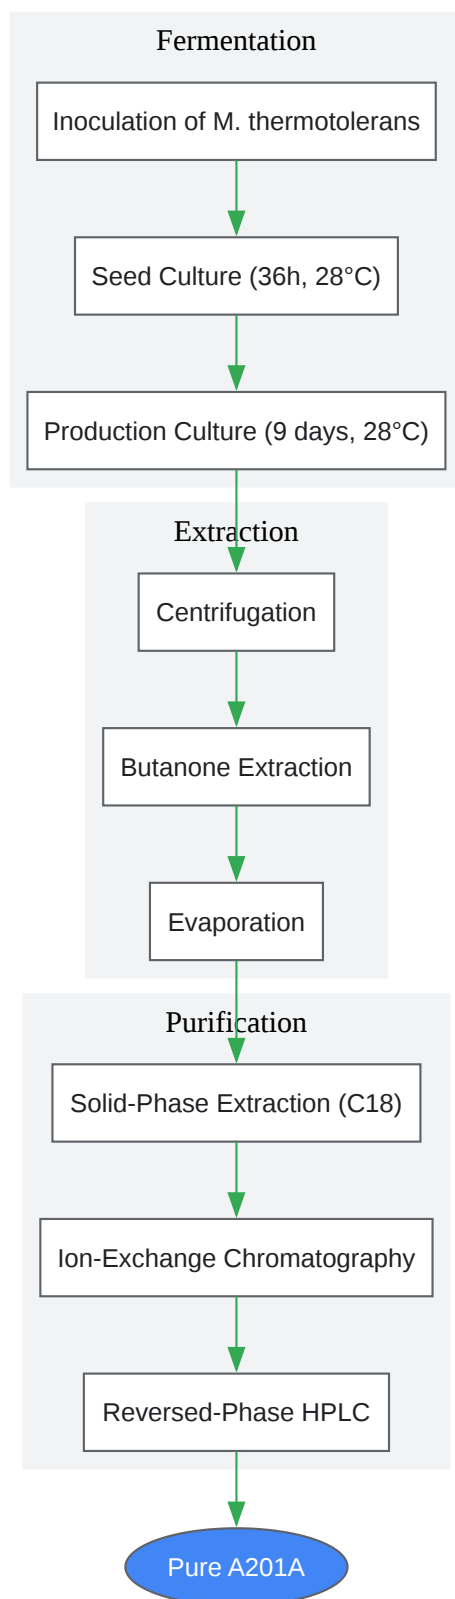 Fermentation
Inoculation of M. thermotolerans
Seed Culture (36h, 28°C)
Production Culture (9 days, 28°C)
Extraction
Centrifugation
Butanone Extraction
Evaporation
Purification
Solid-Phase Extraction (C18)
Ion-Exchange Chromatography
Reversed-Phase HPLC
Pure A201A